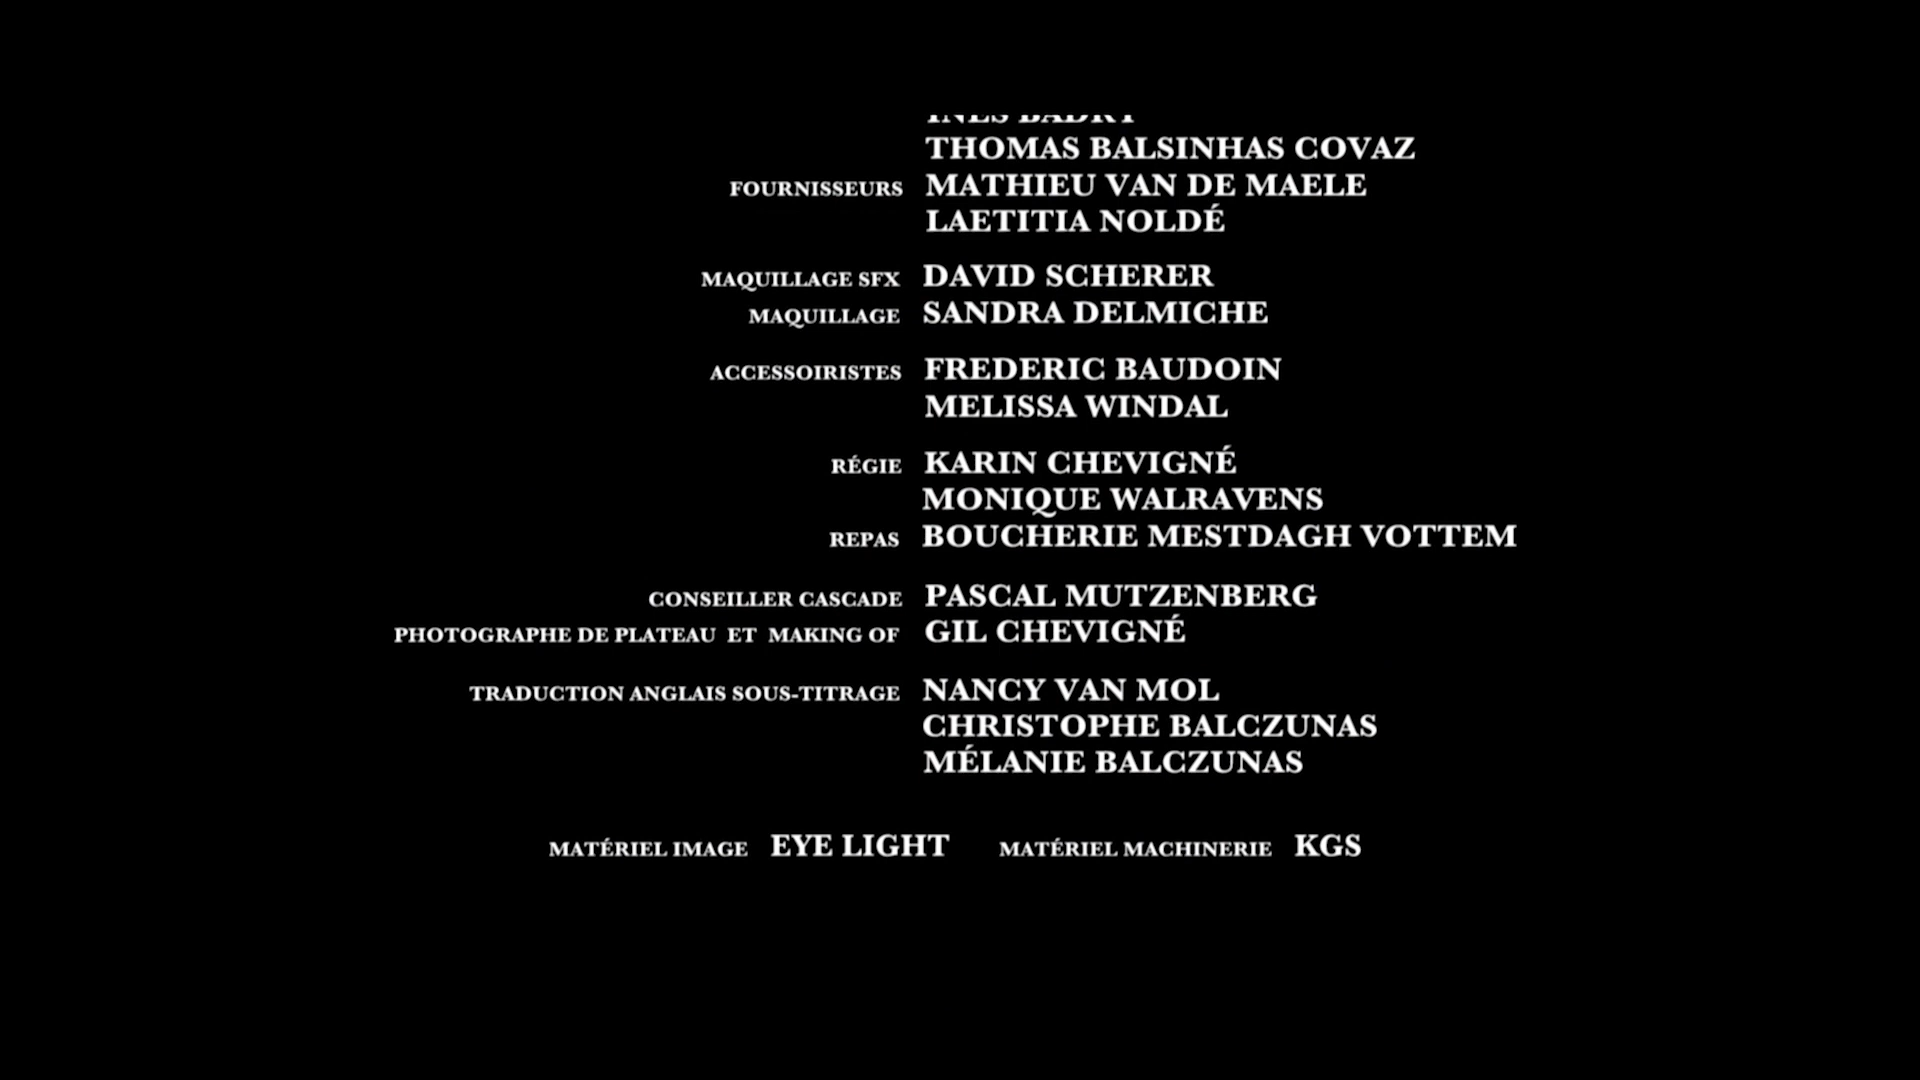 THOMAS BALSINHAS COVAZ
FOURNISSEURS MATHIEU VAN DE MAELE
LAETITIA NOLDÉ
MAQUILLAGE SFX DAVID SCHERER
MAQUILLAGE SANDRA DELMICHE
ACCESSOIRISTES FREDERIC BAUDOIN
MELISSA WINDAL
RÉGIE KARIN CHEVIGNÉ
MONIQUE WALRAVENS
REPAS BOUCHERIE MESTDAGH VOTTEM
CONSEILLER CASCADE PASCAL MUTZENBERG
PHOTOGRAPHE DE PLATEAU ET MAKING OF GIL CHEVIGNÉ
TRADUCTION ANGLAIS SOUS-TITRAGE NANCY VAN MOL
CHRISTOPHE BALCZUNAS
MÉLANIE BALCZUNAS
MATÉRIEL IMAGE EYE LIGHT MATÉRIEL MACHINERIE KGS